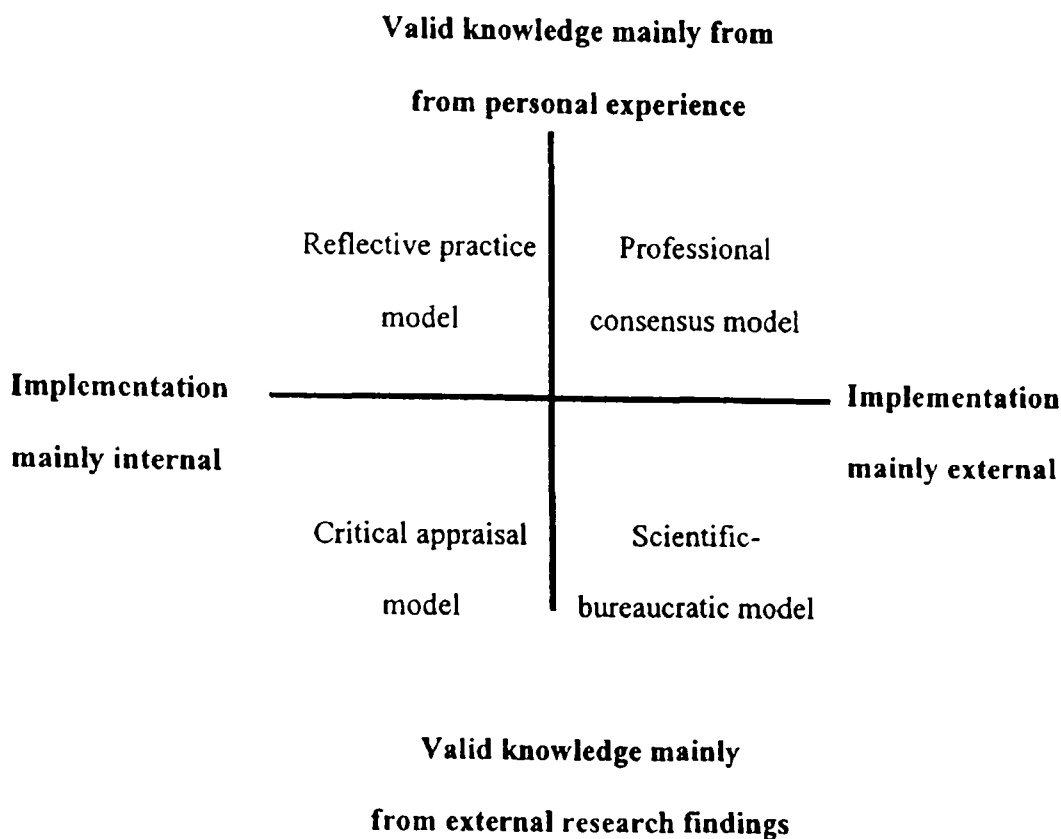 Valid knowledge mainly from
from personal experience
Reflective practice
model
Professional
consensus model
Implementation
mainly internal
Implementation
mainly external
Critical appraisal
model
Scientific-
bureaucratic model
Valid knowledge mainly
from external research findings